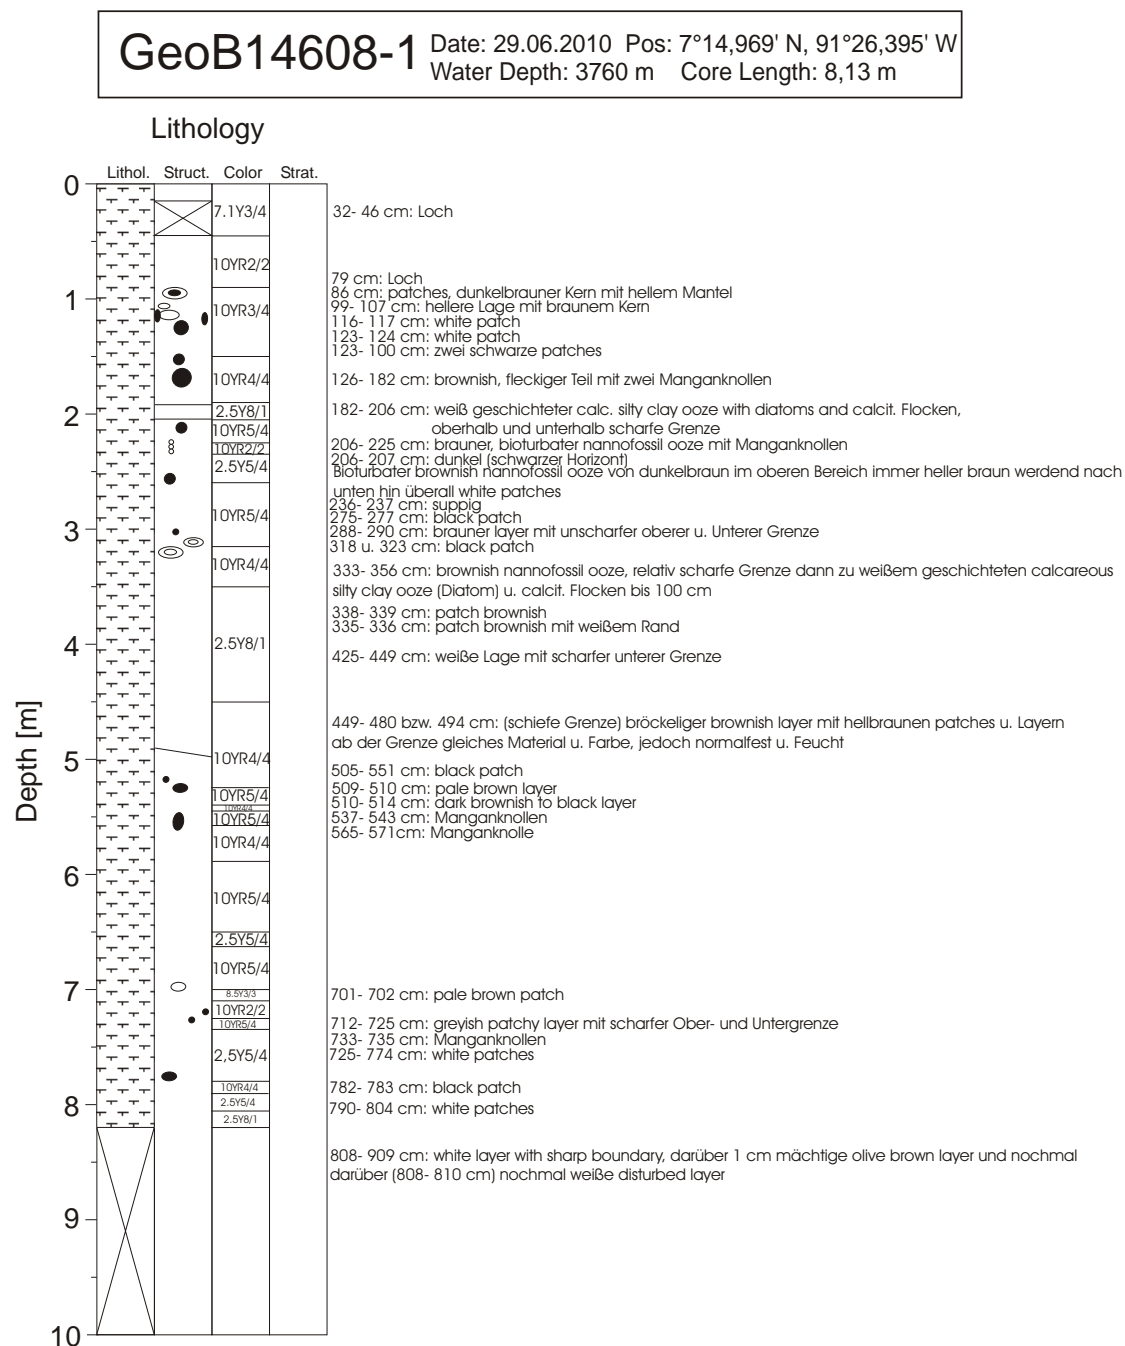 GeoB14608-1
Date: 29.06.2010 Pos: 7°14,969' N, 91°26,395' W
Water Depth: 3760 m Core Length: 8,13 m
Lithology
Lithol. Struct. Color Strat.
0
7.1Y3/4
32- 46 cm: Loch
10YR2/2
79 cm: Loch
86 cm: patches, dunkelbrauner Kern mit hellem Mantel
1
99- 107 cm: hellere Lage mit braunem Kern
10YR3/4
116- 117 cm: white patch
123- 124 cm: white patch
123- 100 cm: zwei schwarze patches
10YR4/4
126- 182 cm: brownish, fleckiger Teil mit zwei Manganknollen
2
2.5Y8/1
182- 206 cm: weiß geschichteter calc. silty clay ooze with diatoms and calcit. Flocken,
oberhalb und unterhalb scharfe Grenze
10YR5/4
206- 225 cm: brauner, bioturbater nannofossil ooze mit Manganknollen
10YR2/2
206- 207 cm: dunkel (schwarzer Horizont)
2.5Y5/4
Bioturbater brownish nannofossil ooze von dunkelbraun im oberen Bereich immer heller braun werdend nach
unten hin überall white patches
236- 237 cm: suppig
10YR5/4
275- 277 cm: black patch
3
288- 290 cm: brauner layer mit unscharfer oberer u. Unterer Grenze
318 u. 323 cm: black patch
10YR4/4
333- 356 cm: brownish nannofossil ooze, relativ scharfe Grenze dann zu weißem geschichteten calcareous
silty clay ooze (Diatom) u. calcit. Flocken bis 100 cm
338- 339 cm: patch brownish
335- 336 cm: patch brownish mit weißem Rand
4
2.5Y8/1
425- 449 cm: weiße Lage mit scharfer unterer Grenze
449- 480 bzw. 494 cm: (schiefe Grenze) bröckeliger brownish layer mit hellbraunen patches u. Layern
ab der Grenze gleiches Material u. Farbe, jedoch normalfest u. Feucht
Depth [m]
5
10YR4/4
505- 551 cm: black patch
509- 510 cm: pale brown layer
10YR5/4
510- 514 cm: dark brownish to black layer
10YR4/4
537- 543 cm: Manganknollen
10YR5/4
565- 571cm: Manganknolle
10YR4/4
6
10YR5/4
2.5Y5/4
10YR5/4
7
8.5Y3/3
701- 702 cm: pale brown patch
10YR2/2
10YR5/4
712- 725 cm: greyish patchy layer mit scharfer Ober- und Untergrenze
733- 735 cm: Manganknollen
2,5Y5/4
725- 774 cm: white patches
10YR4/4
782- 783 cm: black patch
8
2.5Y5/4
790- 804 cm: white patches
2.5Y8/1
808- 909 cm: white layer with sharp boundary, darüber 1 cm mächtige olive brown layer und nochmal
darüber (808- 810 cm) nochmal weiße disturbed layer
9
10